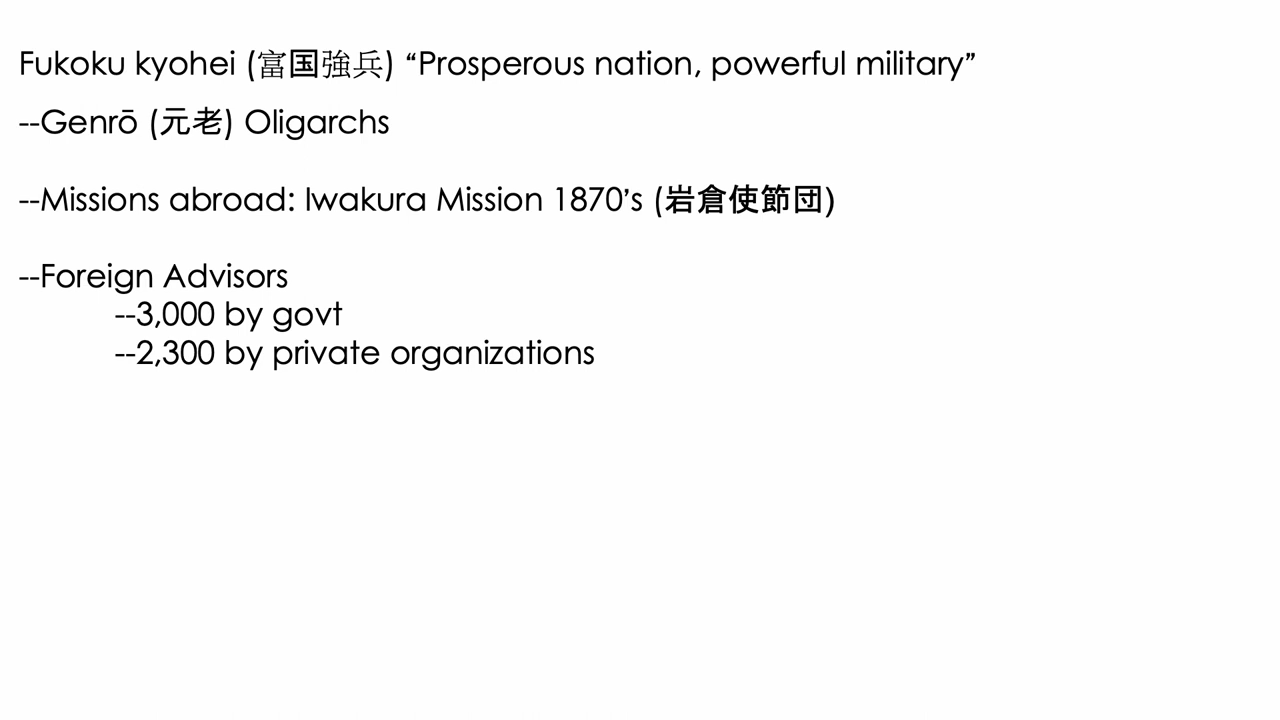 Fukoku kyohei (富国強兵) “Prosperous nation, powerful military”
--Genrō (元老) Oligarchs
--Missions abroad: Iwakura Mission 1870’s (岩倉使節団)
--Foreign Advisors
--3,000 by govt
--2,300 by private organizations